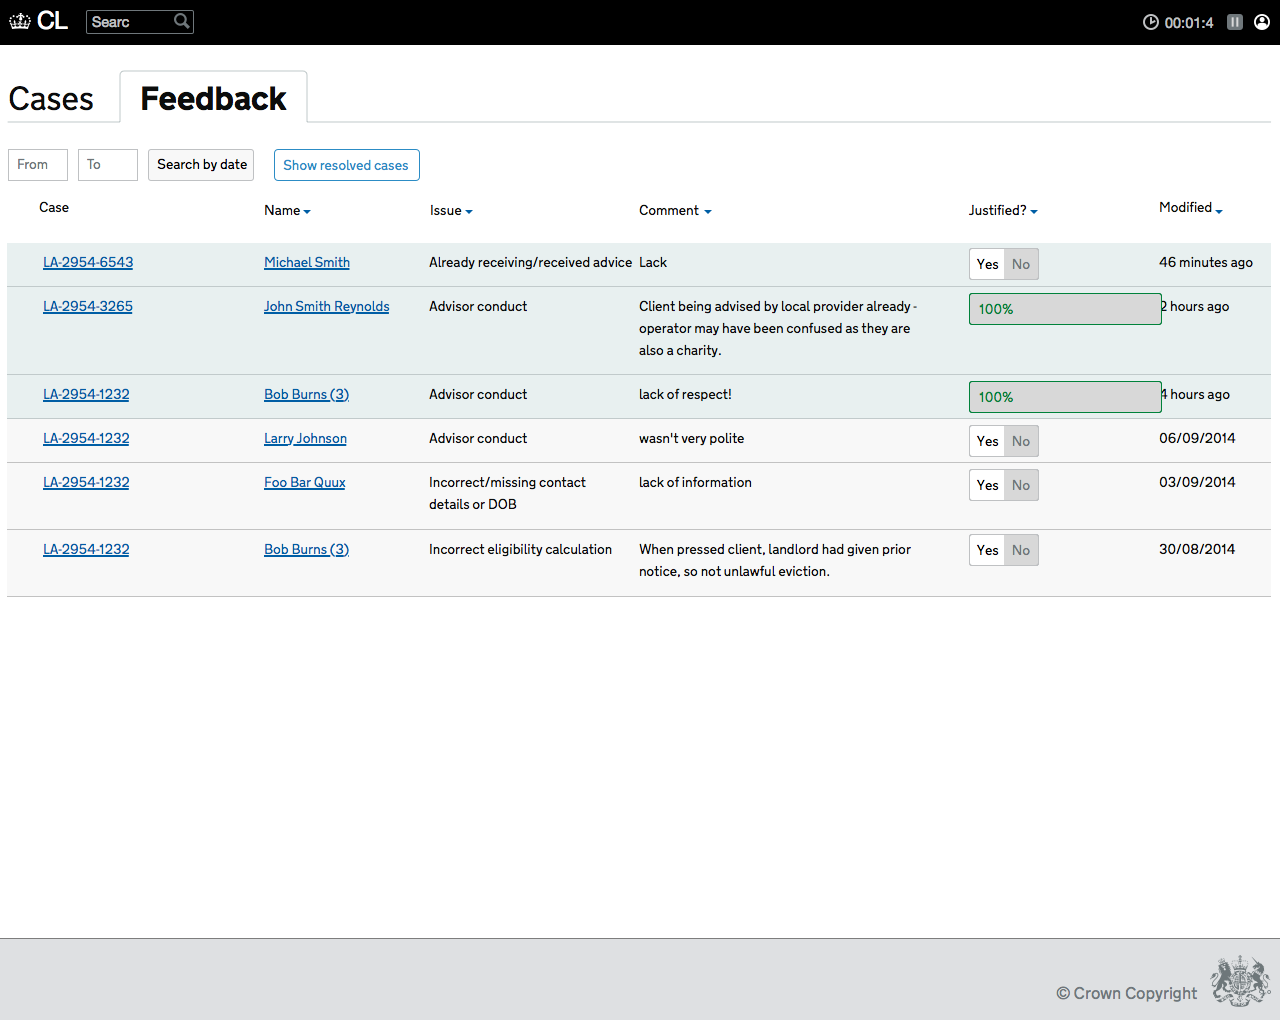 CL Searc 00:01:4
Cases Feedback
From To Search by date Show resolved cases
Case Name Issue Comment Justified? Modified
LA-2954-6543 Michael Smith Already receiving/received advice Lack Yes No 46 minutes ago
LA-2954-3265 John Smith Reynolds Advisor conduct Client being advised by local provider already - 100% 2 hours ago
operator may have been confused as they are
also a charity.
LA-2954-1232 Bob Burns (3) Advisor conduct lack of respect! 100% 4 hours ago
LA-2954-1232 Larry Johnson Advisor conduct wasn't very polite Yes No 06/09/2014
LA-2954-1232 Foo Bar Quux Incorrect/missing contact lack of information Yes No 03/09/2014
details or DOB
LA-2954-1232 Bob Burns (3) Incorrect eligibility calculation When pressed client, landlord had given prior Yes No 30/08/2014
notice, so not unlawful eviction.
© Crown Copyright